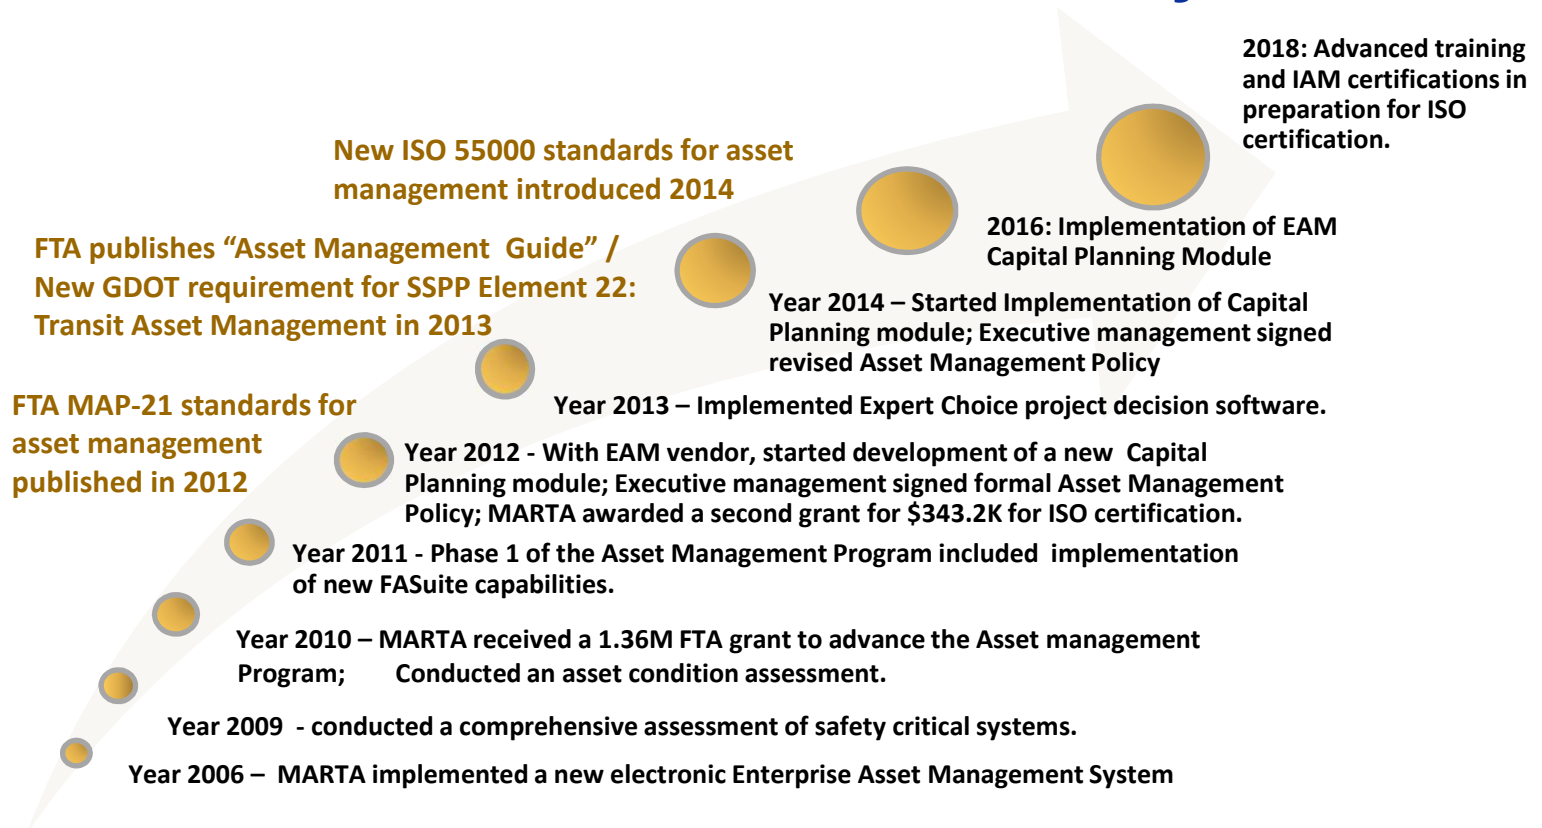 2018: Advanced training
and IAM certifications in
preparation for ISO
certification.
New ISO 55000 standards for asset
management introduced 2014
2016: Implementation of EAM
Capital Planning Module
FTA publishes “Asset Management  Guide” /
New GDOT requirement for SSPP Element 22:
Transit Asset Management in 2013
Year 2014 – Started Implementation of Capital
Planning module; Executive management signed
revised Asset Management Policy
FTA MAP-21 standards for
asset management
published in 2012
Year 2013 – Implemented Expert Choice project decision software.
Year 2012 - With EAM vendor, started development of a new  Capital
Planning module; Executive management signed formal Asset Management
Policy; MARTA awarded a second grant for $343.2K for ISO certification.
Year 2011 - Phase 1 of the Asset Management Program included  implementation
of new FASuite capabilities.
Year 2010 – MARTA received a 1.36M FTA grant to advance the Asset management
Program;      Conducted an asset condition assessment.
Year 2009  - conducted a comprehensive assessment of safety critical systems.
Year 2006 –  MARTA implemented a new electronic Enterprise Asset Management System